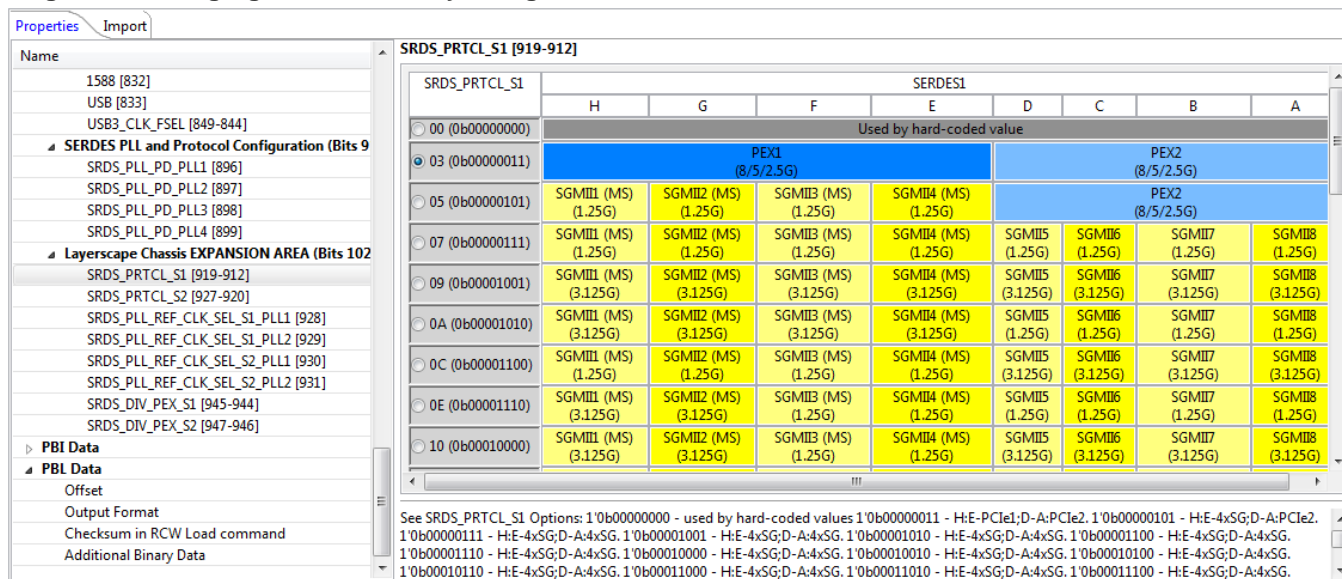 Properties Import
Name
1588 [832]
USB [833]
USB3_CLK_FSEL [849-844]
SERDES PLL and Protocol Configuration (Bits 9
SRDS_PLL_PD_PLL1 [896]
SRDS_PLL_PD_PLL2 [897]
SRDS_PLL_PD_PLL3 [898]
SRDS_PLL_PD_PLL4 [899]
Layerscape Chassis EXPANSION AREA (Bits 102
SRDS_PRTCL_S1 [919-912]
SRDS_PRTCL_S2 [927-920]
SRDS_PLL_REF_CLK_SEL_S1_PLL1 [928]
SRDS_PLL_REF_CLK_SEL_S1_PLL2 [929]
SRDS_PLL_REF_CLK_SEL_S2_PLL1 [930]
SRDS_PLL_REF_CLK_SEL_S2_PLL2 [931]
SRDS_DIV_PEX_S1 [945-944]
SRDS_DIV_PEX_S2 [947-946]
PBI Data
PBL Data
Offset
Output Format
Checksum in RCW Load command
Additional Binary Data
SRDS_PRTCL_S1 [919-912]
SRDS_PRTCL_S1 SERDES1
H G F E D C B A
00 (0b00000000) Used by hard-coded value
03 (0b00000011) PEX1 PEX2
(8/5/2.5G) (8/5/2.5G)
05 (0b00000101) SGMII1 (MS) SGMII2 (MS) SGMII3 (MS) SGMII4 (MS) PEX2
(1.25G) (1.25G) (1.25G) (1.25G) (8/5/2.5G)
07 (0b00000111) SGMII1 (MS) SGMII2 (MS) SGMII3 (MS) SGMII4 (MS) SGMII5 SGMII6 SGMII7 SGMII8
(1.25G) (1.25G) (1.25G) (1.25G) (1.25G) (1.25G) (1.25G) (1.25G)
09 (0b00001001) SGMII1 (MS) SGMII2 (MS) SGMII3 (MS) SGMII4 (MS) SGMII5 SGMII6 SGMII7 SGMII8
(3.125G) (3.125G) (3.125G) (3.125G) (3.125G) (3.125G) (3.125G) (3.125G)
0A (0b00001010) SGMII1 (MS) SGMII2 (MS) SGMII3 (MS) SGMII4 (MS) SGMII5 SGMII6 SGMII7 SGMII8
(3.125G) (3.125G) (3.125G) (3.125G) (1.25G) (1.25G) (1.25G) (1.25G)
0C (0b00001100) SGMII1 (MS) SGMII2 (MS) SGMII3 (MS) SGMII4 (MS) SGMII5 SGMII6 SGMII7 SGMII8
(1.25G) (1.25G) (1.25G) (1.25G) (3.125G) (3.125G) (3.125G) (3.125G)
0E (0b00001110) SGMII1 (MS) SGMII2 (MS) SGMII3 (MS) SGMII4 (MS) SGMII5 SGMII6 SGMII7 SGMII8
(3.125G) (3.125G) (1.25G) (1.25G) (1.25G) (1.25G) (1.25G) (1.25G)
10 (0b00010000) SGMII1 (MS) SGMII2 (MS) SGMII3 (MS) SGMII4 (MS) SGMII5 SGMII6 SGMII7 SGMII8
(3.125G) (3.125G) (1.25G) (1.25G) (3.125G) (3.125G) (3.125G) (3.125G)
See SRDS_PRTCL_S1 Options: 1'0b00000000 - used by hard-coded values 1'0b00000011 - H:E-PCIe1;D-A:PCIe2. 1'0b00000101 - H:E-4xSG;D-A:PCIe2.
1'0b00000111 - H:E-4xSG;D-A:4xSG. 1'0b00001001 - H:E-4xSG;D-A:4xSG. 1'0b00001010 - H:E-4xSG;D-A:4xSG. 1'0b00001100 - H:E-4xSG;D-A:4xSG.
1'0b00001110 - H:E-4xSG;D-A:4xSG. 1'0b00010000 - H:E-4xSG;D-A:4xSG. 1'0b00010010 - H:E-4xSG;D-A:4xSG. 1'0b00010100 - H:E-4xSG;D-A:4xSG.
1'0b00010110 - H:E-4xSG;D-A:4xSG. 1'0b00011000 - H:E-4xSG;D-A:4xSG. 1'0b00011010 - H:E-4xSG;D-A:4xSG. 1'0b00011100 - H:E-4xSG;D-A:4xSG.